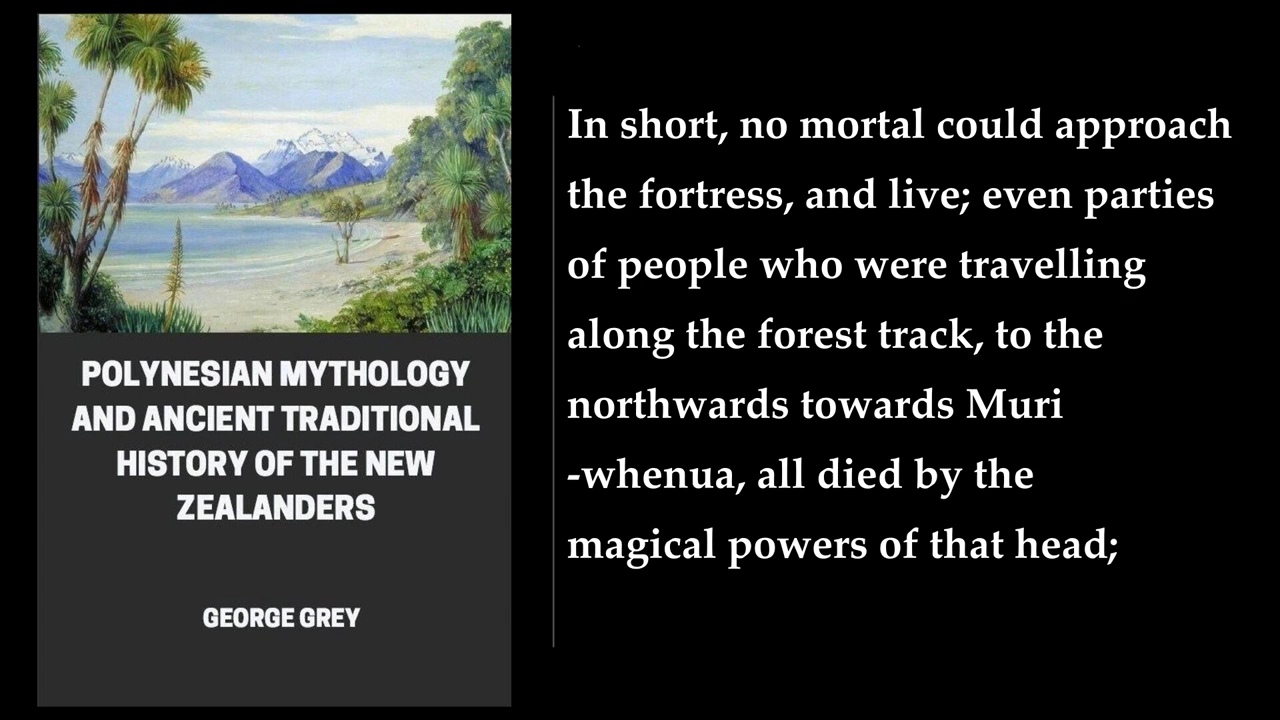 POLYNESIAN MYTHOLOGY
AND ANCIENT TRADITIONAL
HISTORY OF THE NEW
ZEALANDERS
GEORGE GREY
In short, no mortal could approach
the fortress, and live; even parties
of people who were travelling
along the forest track, to the
northwards towards Muri
-whenua, all died by the
magical powers of that head;